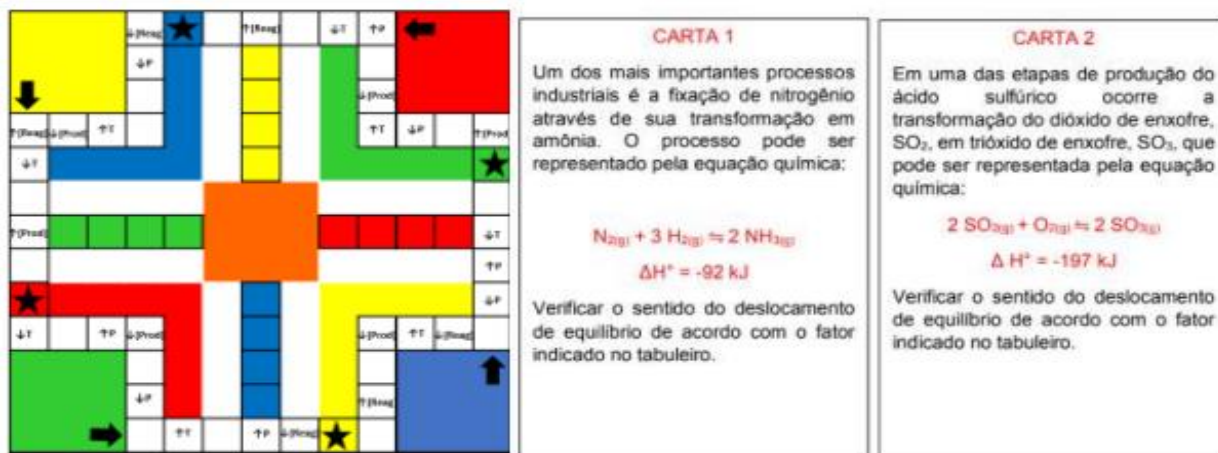 ↓[Reag] ↑[Reag] ↓T ↑P
↓P
↓[Prod]
↑[Reag] ↓[Prod] ↑T ↑T ↓P ↑[Prod]
↓T
↑[Prod] ↓T
↑P
↓P
↓T ↑P ↓[Prod] ↓[Prod] ↑T ↓[Reag]
↓P ↑[Reag]
↑T ↑P ↓[Reag]
CARTA 1
Um dos mais importantes processos
industriais é a fixação de nitrogênio
através de sua transformação em
amônia. O processo pode ser
representado pela equação química:
N₂(g) + 3 H₂(g) ⇋ 2 NH₃(g)
ΔH° = -92 kJ
Verificar o sentido do deslocamento
de equilíbrio de acordo com o fator
indicado no tabuleiro.
CARTA 2
Em uma das etapas de produção do
ácido sulfúrico ocorre a
transformação do dióxido de enxofre,
SO₂, em trióxido de enxofre, SO₃, que
pode ser representada pela equação
química:
2 SO₂(g) + O₂(g) ⇋ 2 SO₃(g)
Δ H° = -197 kJ
Verificar o sentido do deslocamento
de equilíbrio de acordo com o fator
indicado no tabuleiro.